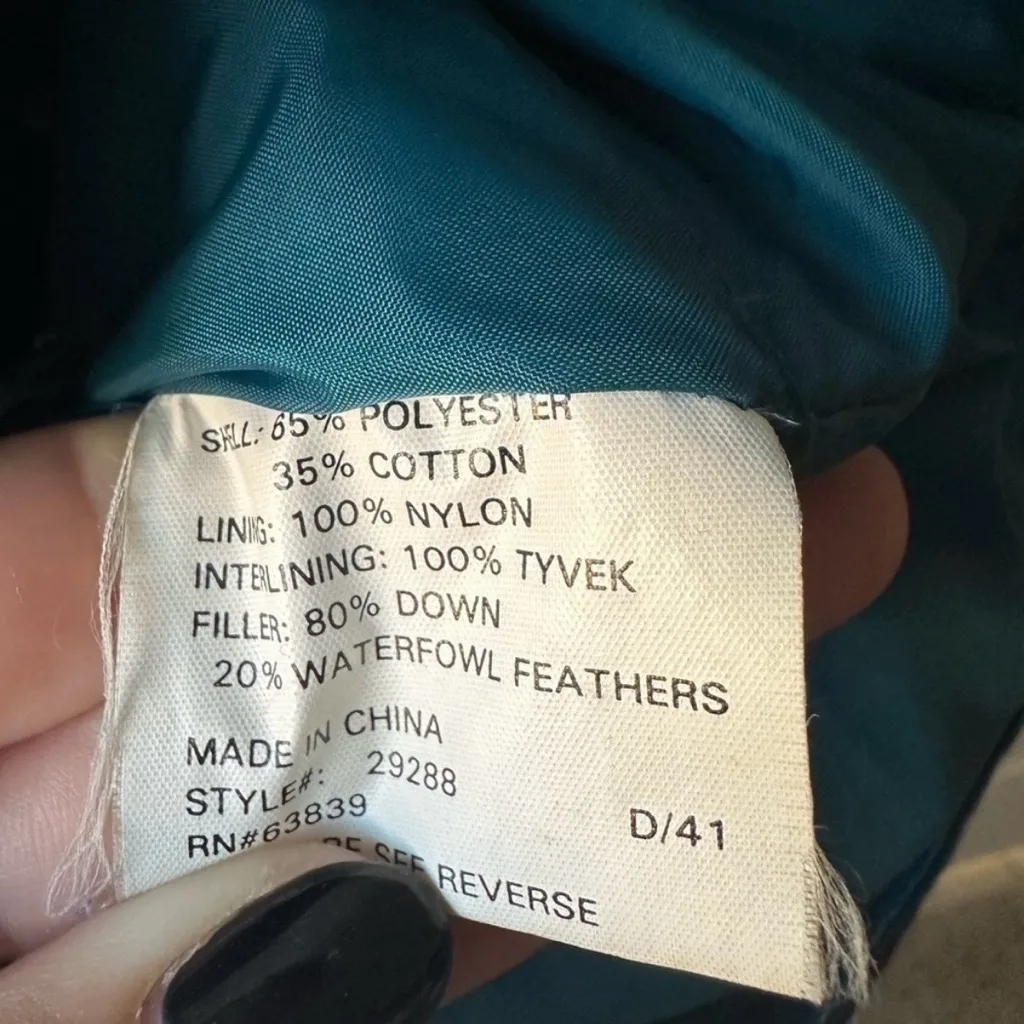 SHELL: 65% POLYESTER
35% COTTON
LINING: 100% NYLON
INTERLINING: 100% TYVEK
FILLER: 80% DOWN
20% WATERFOWL FEATHERS
MADE IN CHINA
STYLE#: 29288
RN#63839
D/41
SEE REVERSE